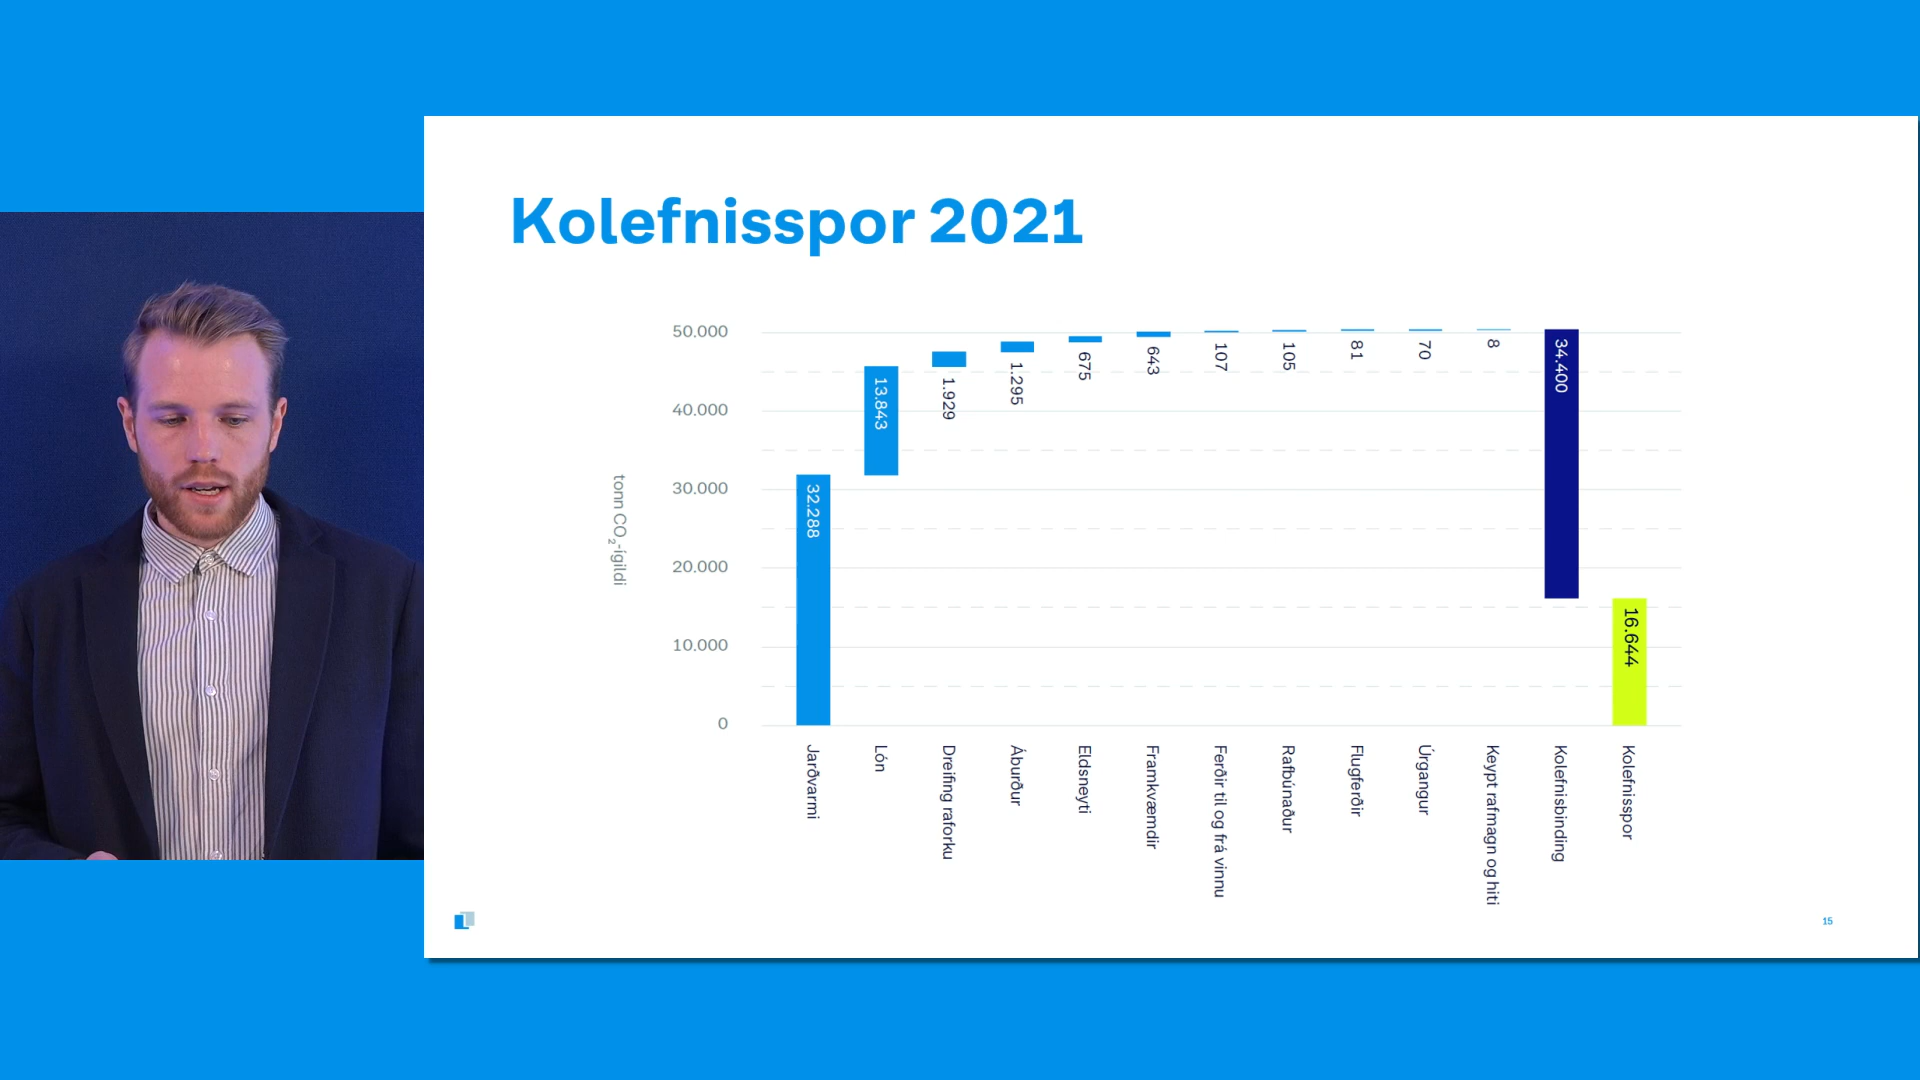 Kolefnisspor 2021
tonn CO₂-ígildi
50.000
40.000
30.000
20.000
10.000
0
32.288
13.843
1.929
1.295
675
643
107
105
81
70
8
34.400
16.644
Jarðvarmi
Lón
Dreifing raforku
Áburður
Eldsneyti
Framkvæmdir
Ferðir til og frá vinnu
Rafbúnaður
Flugferðir
Úrgangur
Keypt rafmagn og hiti
Kolefnisbinding
Kolefnisspor
15